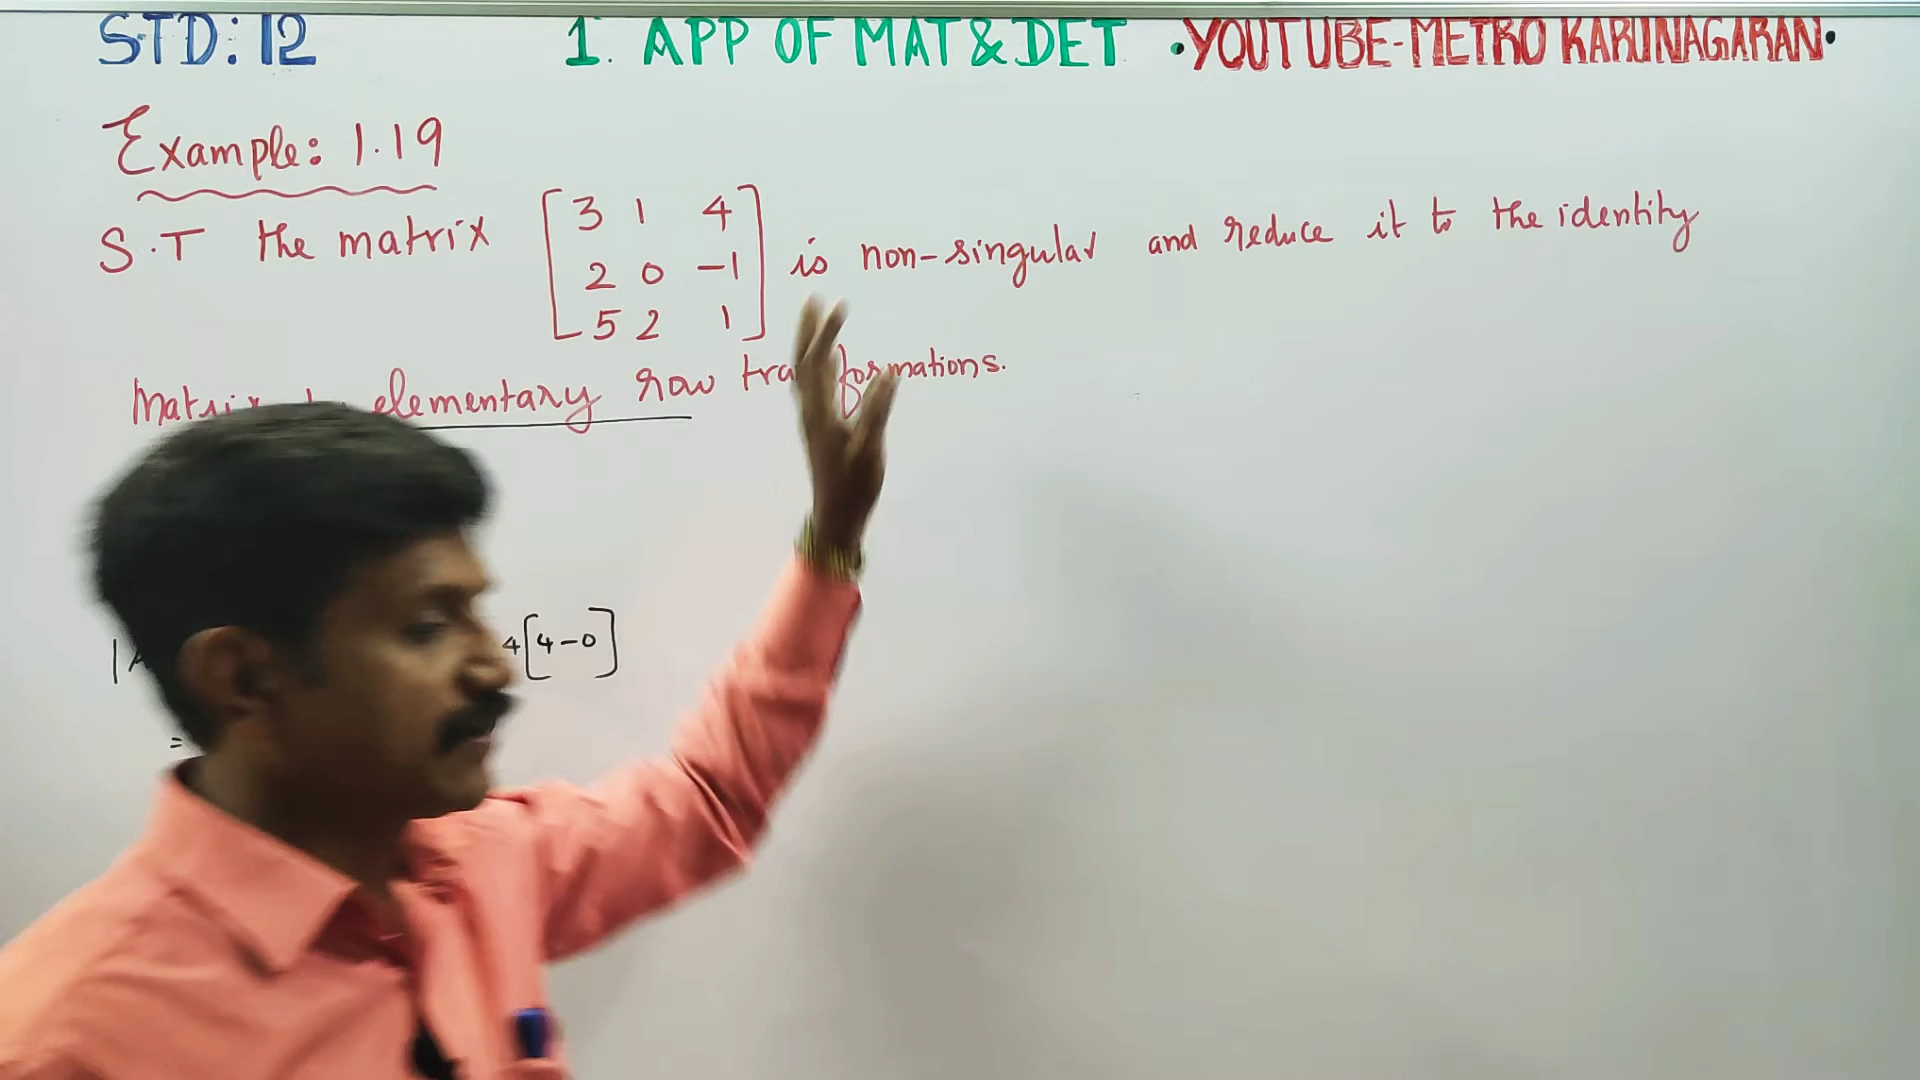 STD: 12 1. APP OF MAT & DET •YOUTUBE-METRO KARUNAGARAN•
Example: 1.19
S.T the matrix [3 1 4
2 0 -1
5 2 1] is non-singular and reduce it to the identity
elementary row formations.
4[4-0]
=